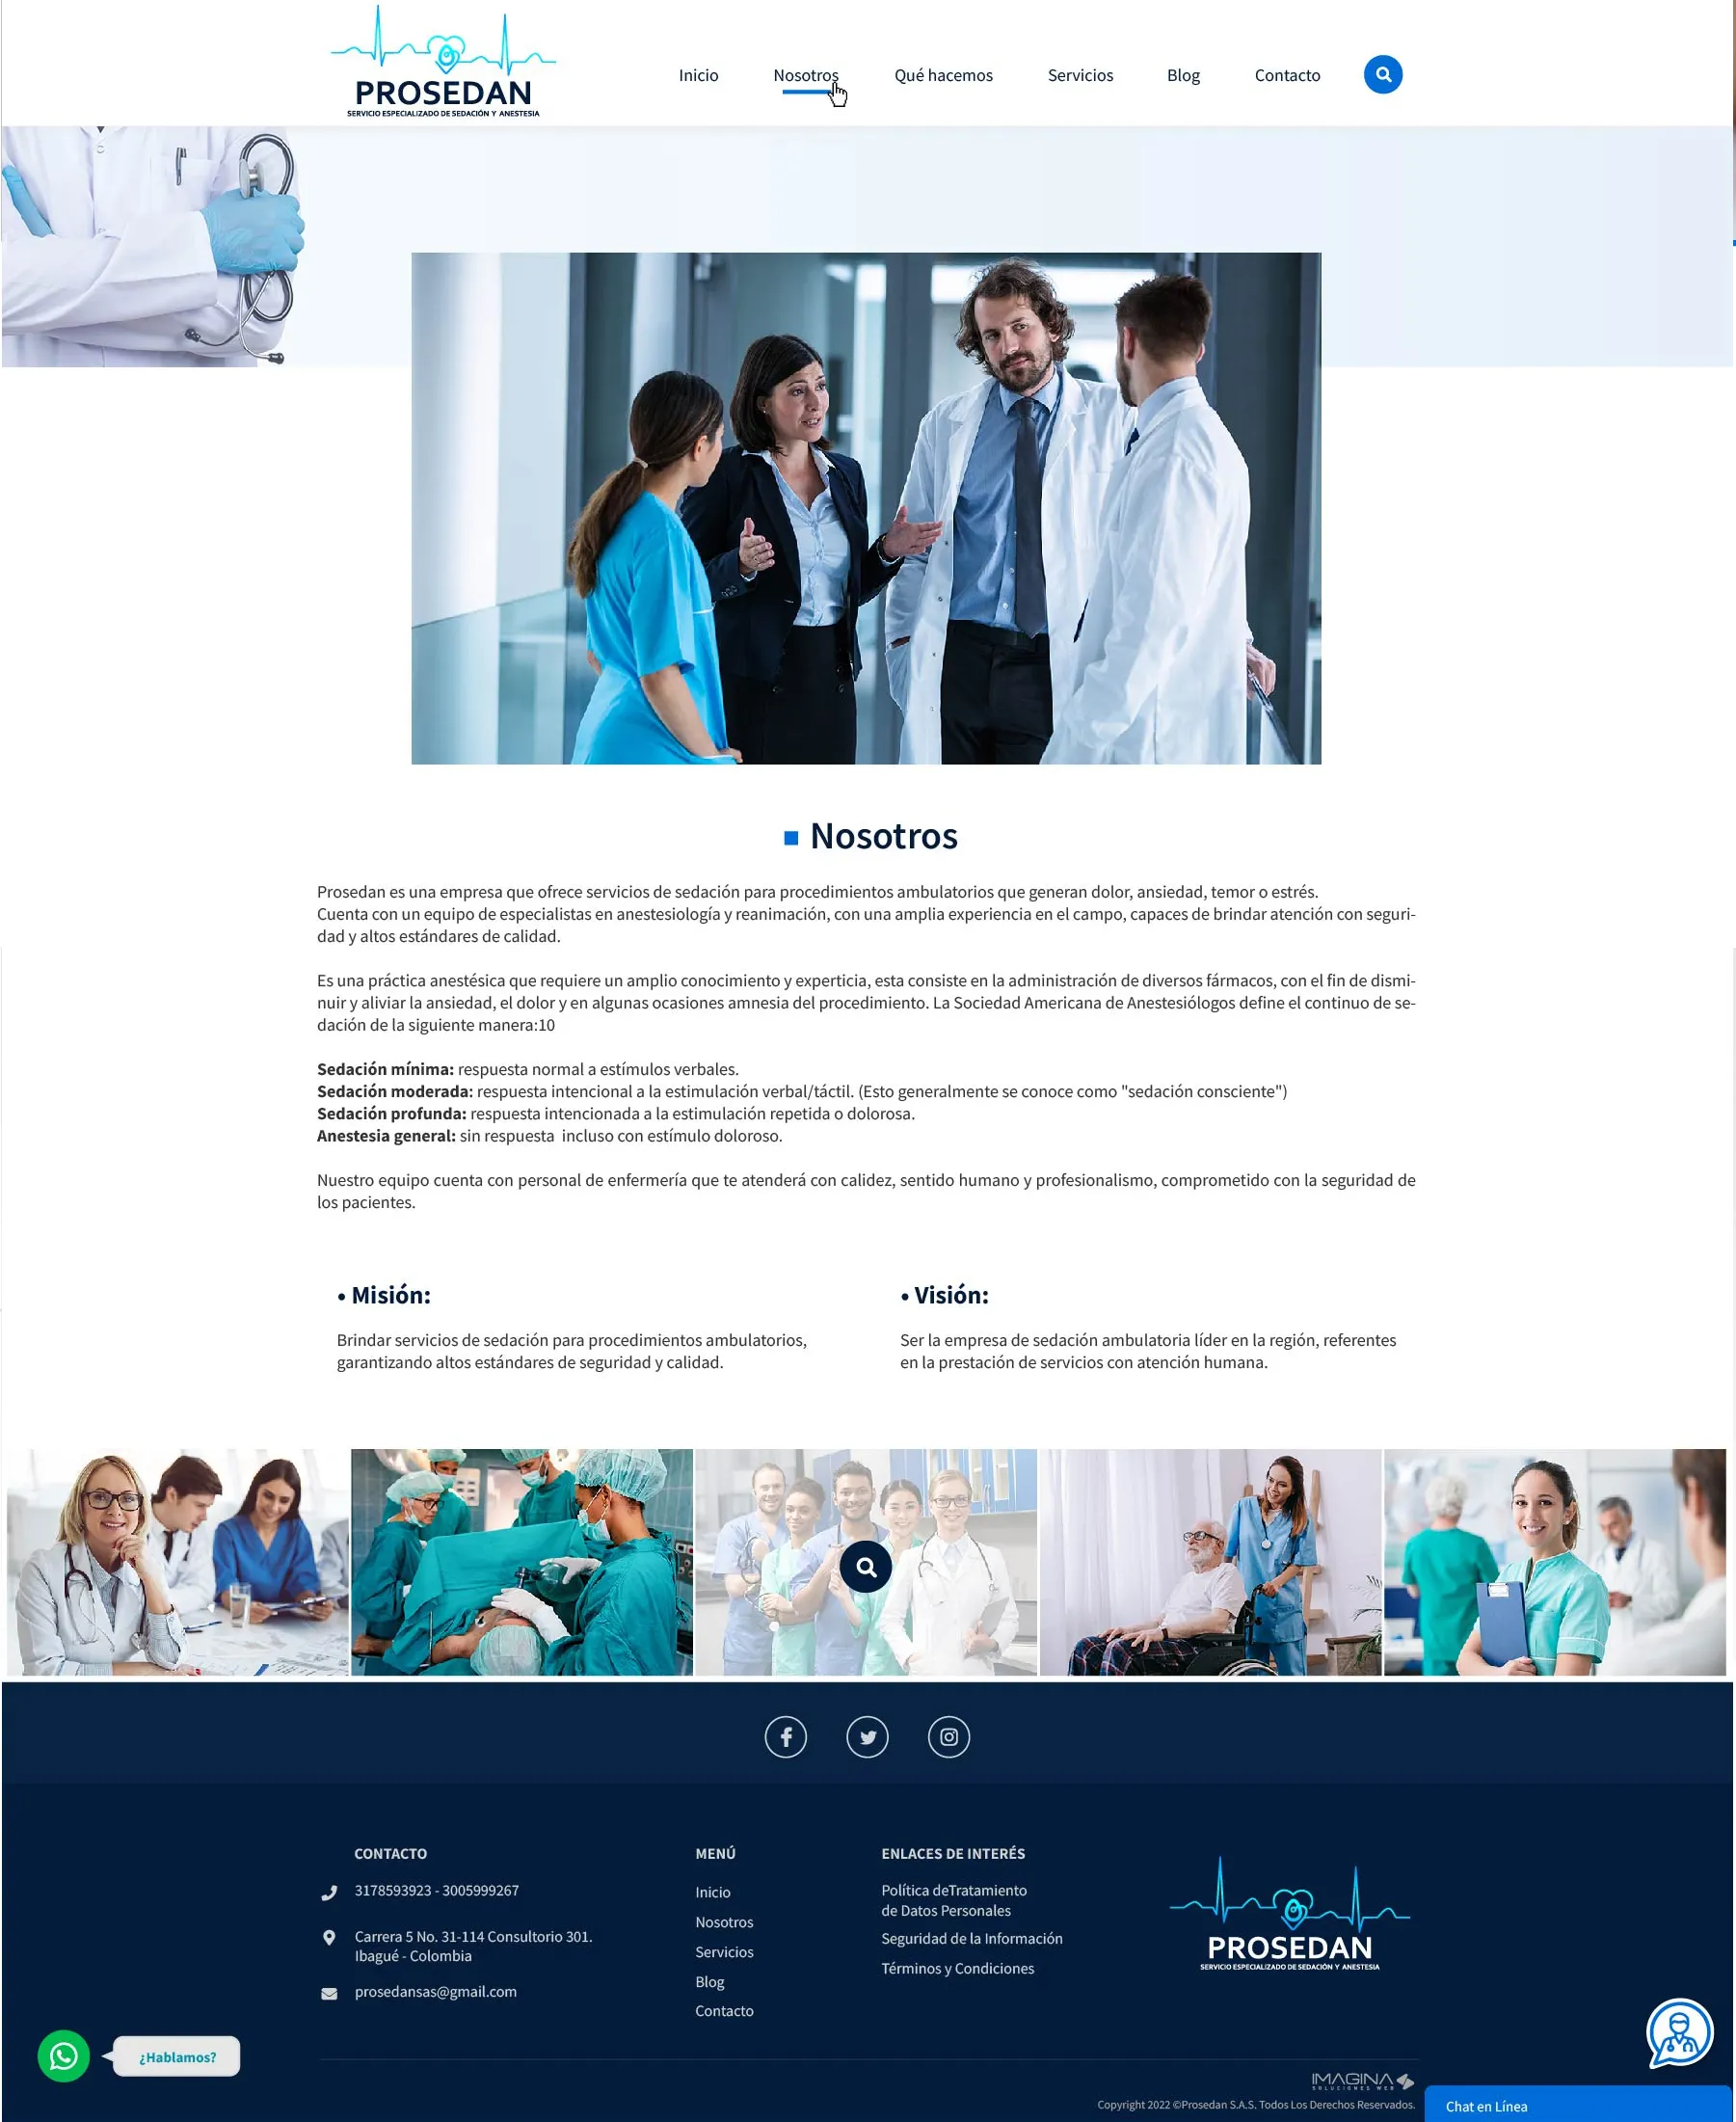 PROSEDAN
SERVICIO ESPECIALIZADO DE SEDACIÓN Y ANESTESIA
Inicio
Nosotros
Qué hacemos
Servicios
Blog
Contacto
Nosotros
Prosedan es una empresa que ofrece servicios de sedación para procedimientos ambulatorios que generan dolor, ansiedad, temor o estrés.
Cuenta con un equipo de especialistas en anestesiología y reanimación, con una amplia experiencia en el campo, capaces de brindar atención con seguri-
dad y altos estándares de calidad.
Es una práctica anestésica que requiere un amplio conocimiento y experticia, esta consiste en la administración de diversos fármacos, con el fin de dismi-
nuir y aliviar la ansiedad, el dolor y en algunas ocasiones amnesia del procedimiento. La Sociedad Americana de Anestesiólogos define el continuo de se-
dación de la siguiente manera:10
Sedación mínima: respuesta normal a estímulos verbales.
Sedación moderada: respuesta intencional a la estimulación verbal/táctil. (Esto generalmente se conoce como "sedación consciente")
Sedación profunda: respuesta intencionada a la estimulación repetida o dolorosa.
Anestesia general: sin respuesta incluso con estímulo doloroso.
Nuestro equipo cuenta con personal de enfermería que te atenderá con calidez, sentido humano y profesionalismo, comprometido con la seguridad de
los pacientes.
• Misión:
Brindar servicios de sedación para procedimientos ambulatorios,
garantizando altos estándares de seguridad y calidad.
• Visión:
Ser la empresa de sedación ambulatoria líder en la región, referentes
en la prestación de servicios con atención humana.
CONTACTO
3178593923 - 3005999267
Carrera 5 No. 31-114 Consultorio 301.
Ibagué - Colombia
prosedansas@gmail.com
MENÚ
Inicio
Nosotros
Servicios
Blog
Contacto
ENLACES DE INTERÉS
Política deTratamiento
de Datos Personales
Seguridad de la Información
Términos y Condiciones
PROSEDAN
SERVICIO ESPECIALIZADO DE SEDACIÓN Y ANESTESIA
¿Hablamos?
IMAGINA
SOLUCIONES WEB
Copyright 2022 ©Prosedan S.A.S. Todos Los Derechos Reservados.
Chat en Línea